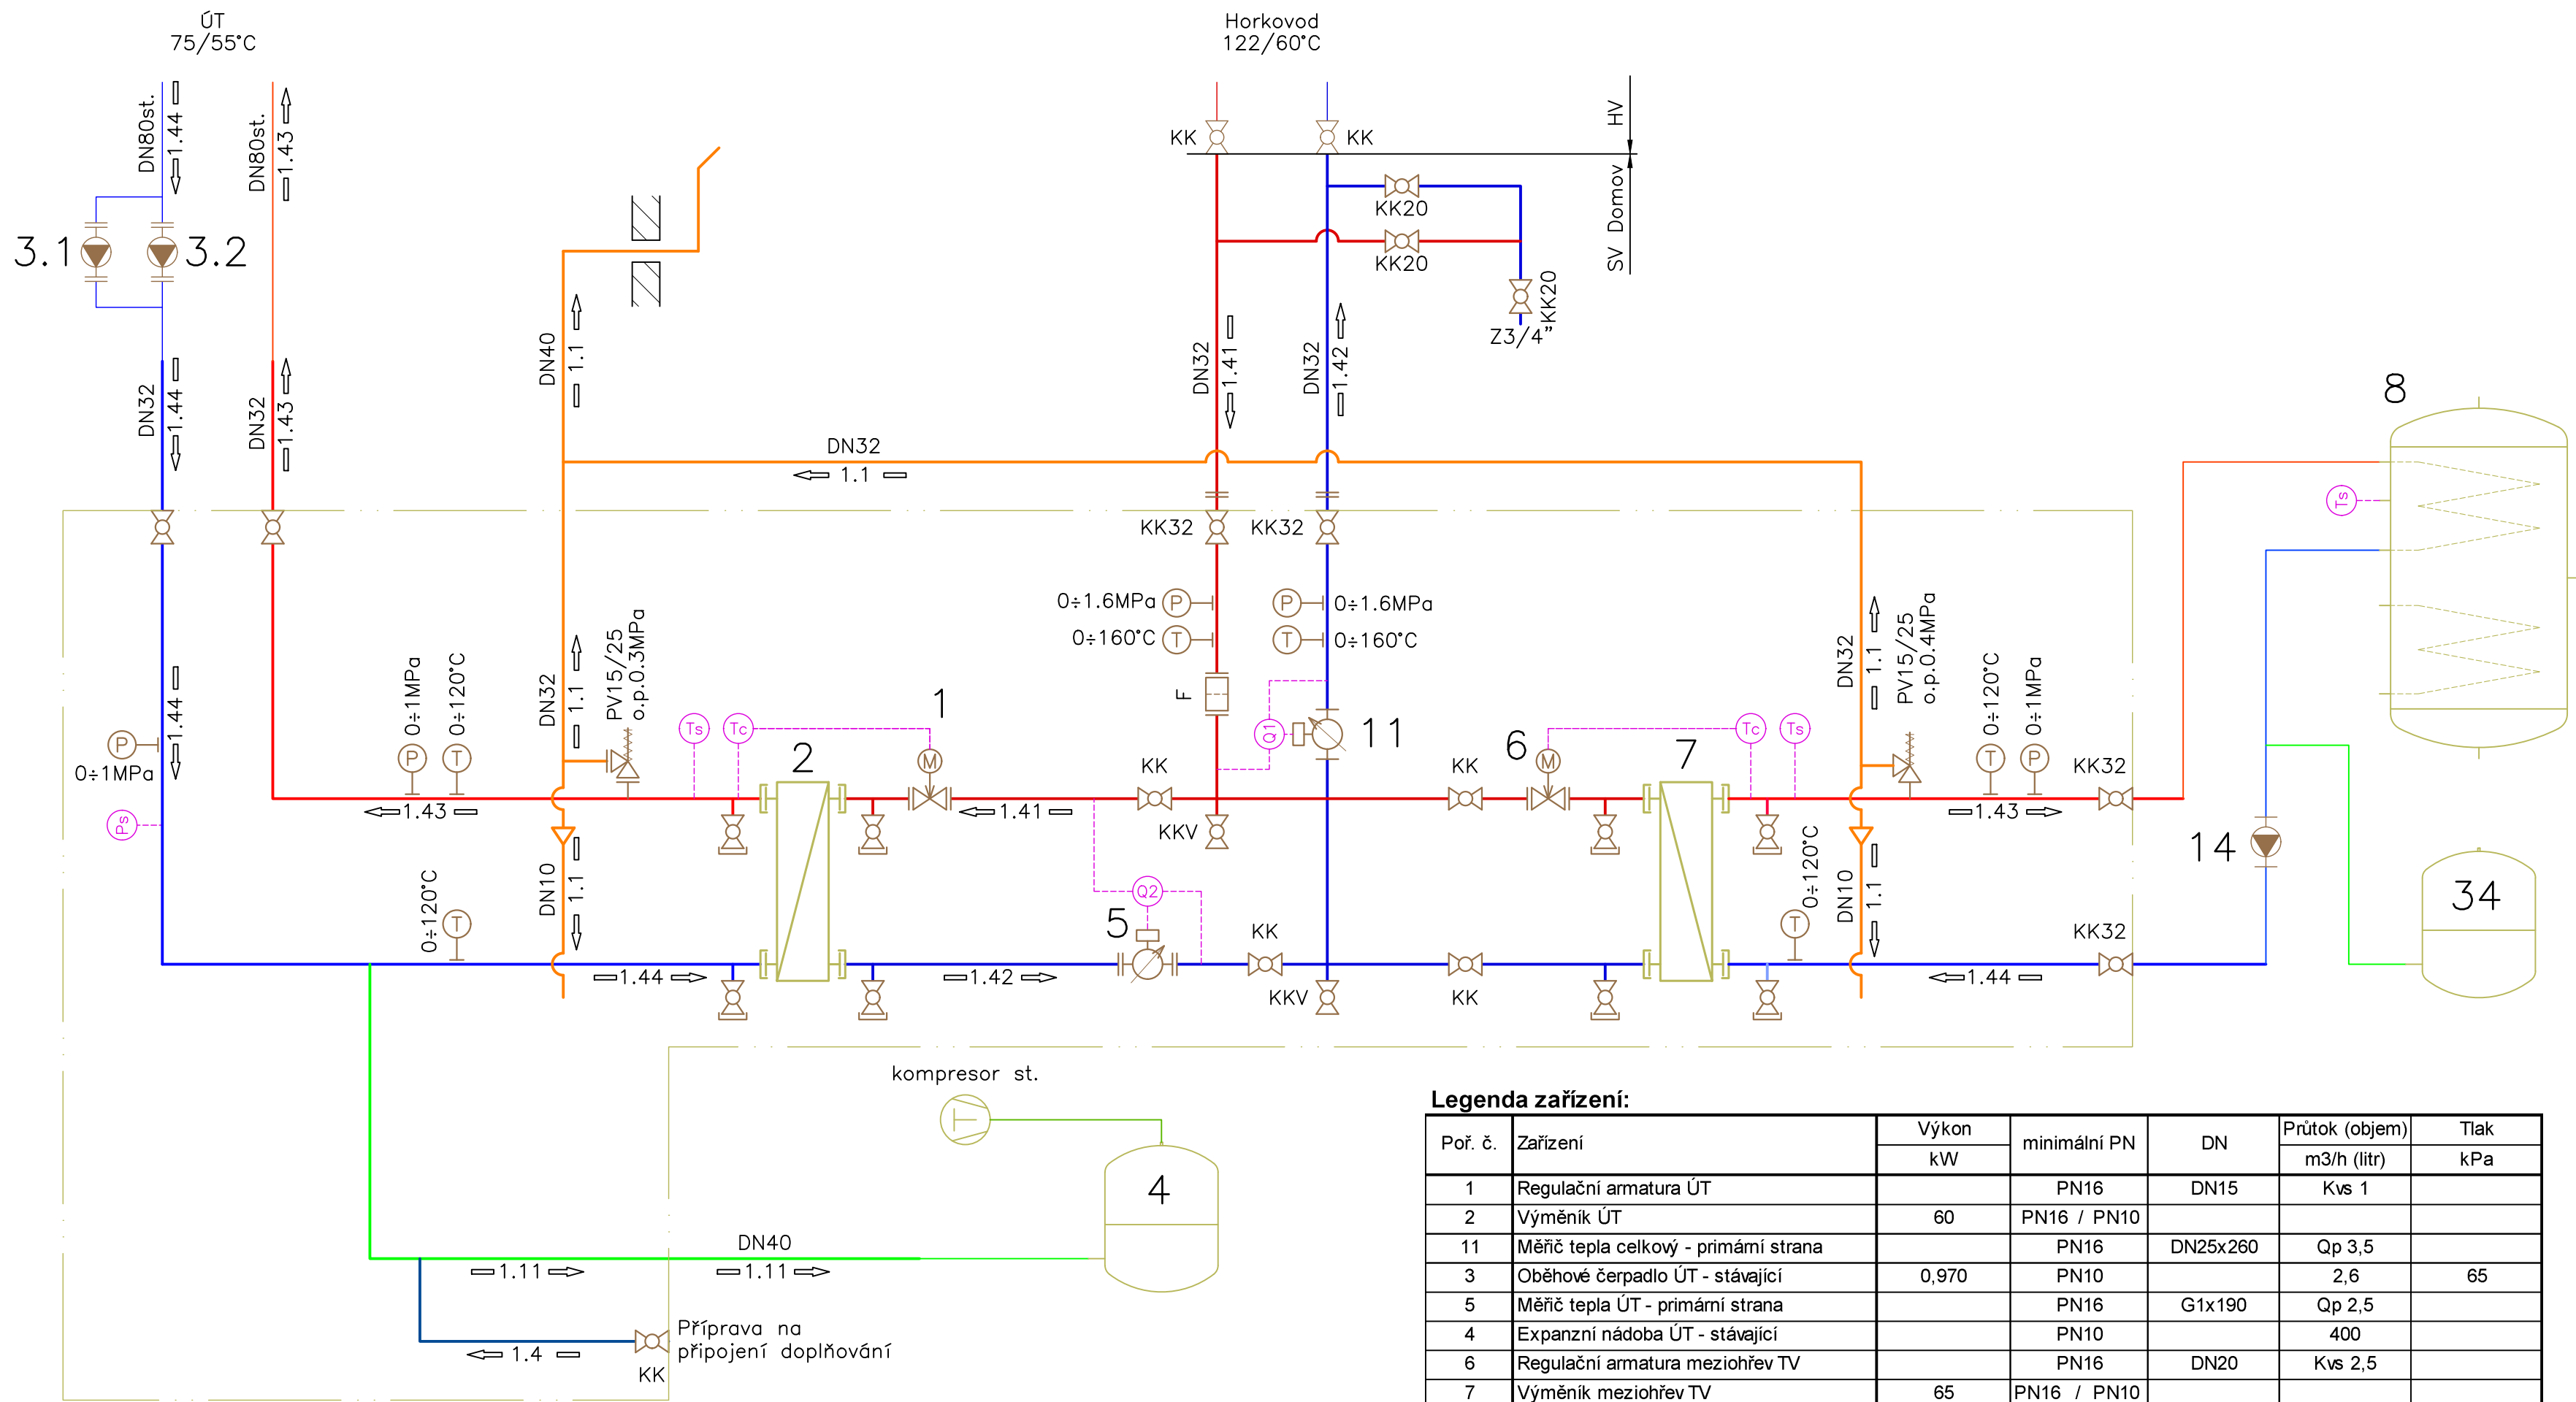 ÚT
75/55°C
Horkovod
122/60°C
DN80st.
1.44
DN80st.
1.43
KK
KK
HV
SV Domov
KK20
KK20
KK20
Z3/4"
3.1
3.2
DN40
1.1
DN32
1.41
DN32
1.42
DN32
1.44
DN32
1.43
8
DN32
1.1
KK32
KK32
Ts
0÷1.6MPa
P
P
0÷1.6MPa
0÷160°C
T
T
0÷160°C
1.44
0÷1MPa
P
0÷120°C
T
DN32
1.1
PV15/25
o.p.0.3MPa
F
DN32
1.1
PV15/25
o.p.0.4MPa
0÷120°C
T
0÷1MPa
P
P
0÷1MPa
Ts
Tc
1
M
2
Q1
11
6
M
7
Tc
Ts
KK
KK
KK32
1.43
1.41
1.43
Ps
KKV
14
0÷120°C
T
DN10
1.1
Q2
5
0÷120°C
T
DN10
1.1
34
KK
KK32
1.44
1.42
KKV
KK
1.44
kompresor st.
4
DN40
1.11
1.11
1.4
KK
Příprava na
připojení doplňování
Legenda zařízení:
Poř. č. Zařízení Výkon minimální PN DN Průtok (objem) Tlak
kW m3/h (litr) kPa
1 Regulační armatura ÚT PN16 DN15 Kvs 1
2 Výměník ÚT 60 PN16 / PN10
11 Měřič tepla celkový - primární strana PN16 DN25x260 Qp 3,5
3 Oběhové čerpadlo ÚT - stávající 0,970 PN10 2,6 65
5 Měřič tepla ÚT - primární strana PN16 G1x190 Qp 2,5
4 Expanzní nádoba ÚT - stávající PN10 400
6 Regulační armatura meziohřev TV PN16 DN20 Kvs 2,5
7 Výměník meziohřev TV 65 PN16 / PN10